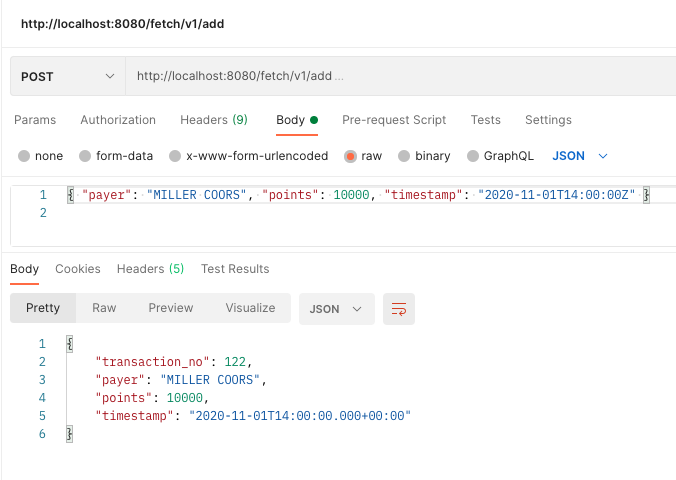 http://localhost:8080/fetch/v1/add
POST http://localhost:8080/fetch/v1/add ...
Params Authorization Headers (9) Body Pre-request Script Tests Settings
none form-data x-www-form-urlencoded raw binary GraphQL JSON
1 { "payer": "MILLER COORS", "points": 10000, "timestamp": "2020-11-01T14:00:00Z" }
2
Body Cookies Headers (5) Test Results
Pretty Raw Preview Visualize JSON
1 {
2 "transaction_no": 122,
3 "payer": "MILLER COORS",
4 "points": 10000,
5 "timestamp": "2020-11-01T14:00:00.000+00:00"
6 }